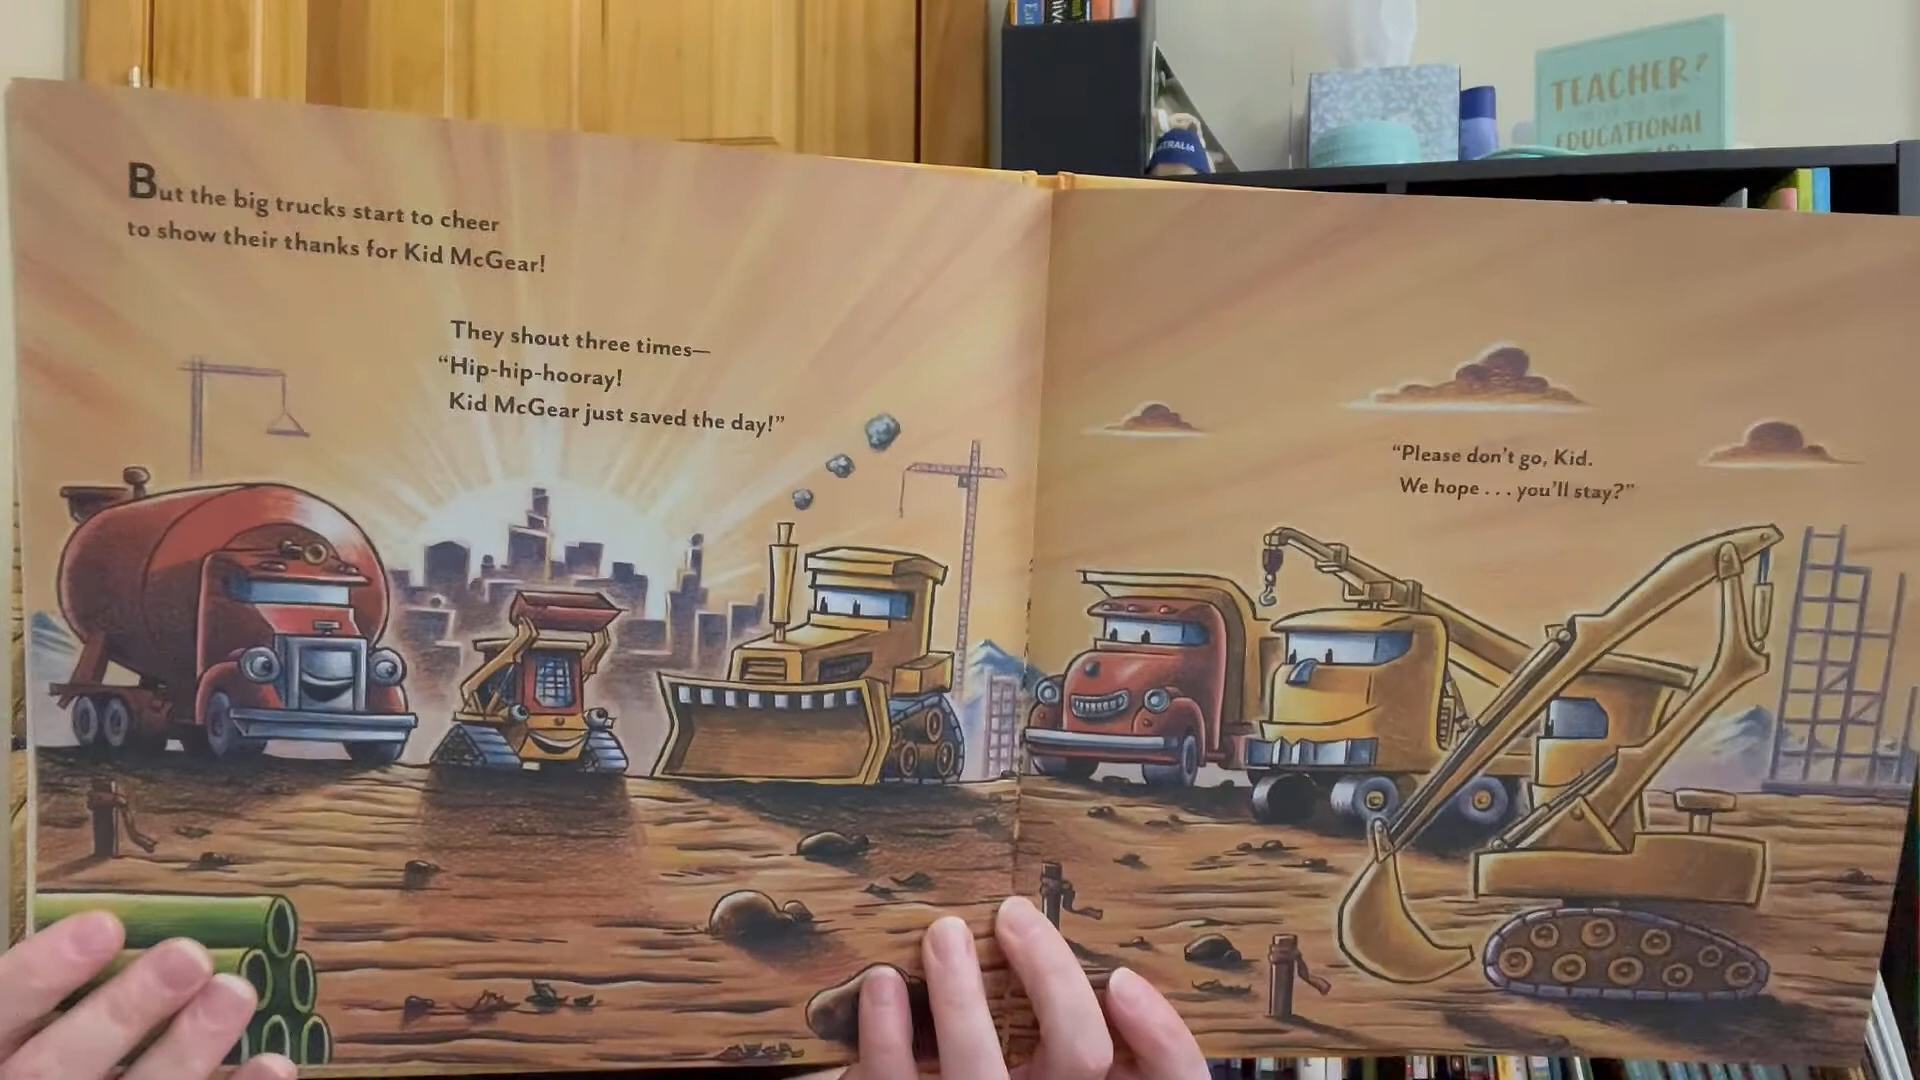 But the big trucks start to cheer
to show their thanks for Kid McGear!
They shout three times—
“Hip-hip-hooray!
Kid McGear just saved the day!”
“Please don’t go, Kid.
We hope . . . you’ll stay?”
TEACHER?
EDUCATIONAL